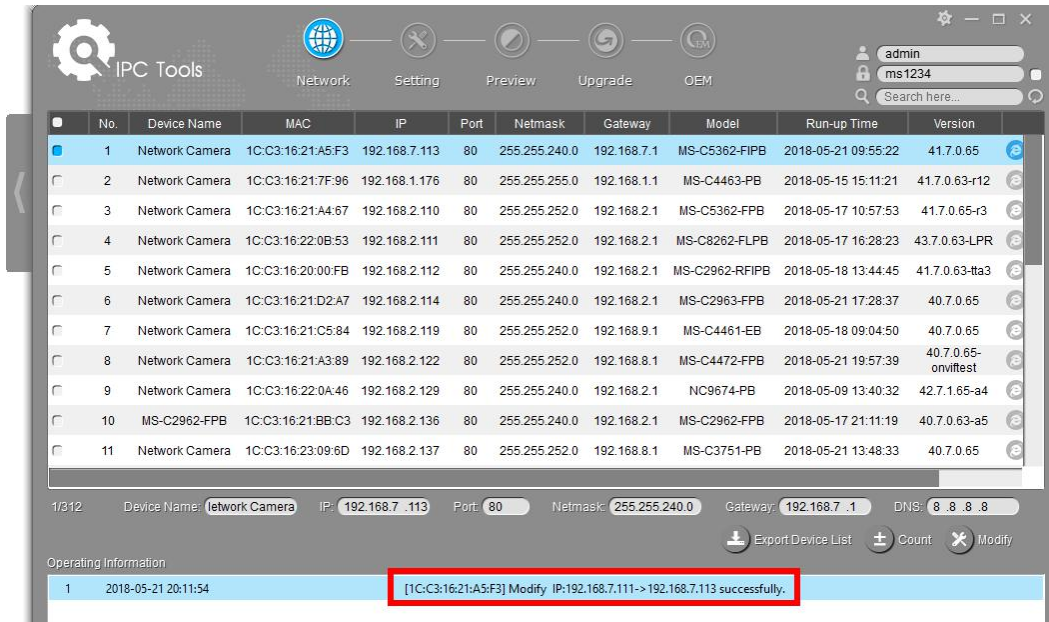 IPC Tools
Network Setting Preview Upgrade OEM
admin
ms1234
Search here...
No. Device Name MAC IP Port Netmask Gateway Model Run-up Time Version
1 Network Camera 1C:C3:16:21:A5:F3 192.168.7.113 80 255.255.240.0 192.168.7.1 MS-C5362-FIPB 2018-05-21 09:55:22 41.7.0.65
2 Network Camera 1C:C3:16:21:7F:96 192.168.1.176 80 255.255.255.0 192.168.1.1 MS-C4463-PB 2018-05-15 15:11:21 41.7.0.63-r12
3 Network Camera 1C:C3:16:21:A4:67 192.168.2.110 80 255.255.252.0 192.168.2.1 MS-C5362-FPB 2018-05-17 10:57:53 41.7.0.65-r3
4 Network Camera 1C:C3:16:22:0B:53 192.168.2.111 80 255.255.252.0 192.168.2.1 MS-C8262-FLPB 2018-05-17 16:28:23 43.7.0.63-LPR
5 Network Camera 1C:C3:16:20:00:FB 192.168.2.112 80 255.255.240.0 192.168.2.1 MS-C2962-RFIPB 2018-05-18 13:44:45 41.7.0.63-tta3
6 Network Camera 1C:C3:16:21:D2:A7 192.168.2.114 80 255.255.240.0 192.168.2.1 MS-C2963-FPB 2018-05-21 17:28:37 40.7.0.65
7 Network Camera 1C:C3:16:21:C5:84 192.168.2.119 80 255.255.252.0 192.168.9.1 MS-C4461-EB 2018-05-18 09:04:50 40.7.0.65
8 Network Camera 1C:C3:16:21:A3:89 192.168.2.122 80 255.255.252.0 192.168.8.1 MS-C4472-FPB 2018-05-21 19:57:39 40.7.0.65-
onviftest
9 Network Camera 1C:C3:16:22:0A:46 192.168.2.129 80 255.255.240.0 192.168.2.1 NC9674-PB 2018-05-09 13:40:32 42.7.1.65-a4
10 MS-C2962-FPB 1C:C3:16:21:BB:C3 192.168.2.136 80 255.255.240.0 192.168.2.1 MS-C2962-FPB 2018-05-17 21:11:19 40.7.0.63-a5
11 Network Camera 1C:C3:16:23:09:6D 192.168.2.137 80 255.255.252.0 192.168.8.1 MS-C3751-PB 2018-05-21 13:48:33 40.7.0.65
1/312 Device Name: letwork Camera IP: 192.168.7 .113 Port: 80 Netmask: 255.255.240.0 Gateway: 192.168.7 .1 DNS: 8 .8 .8 .8
Export Device List Count Modify
Operating Information
1 2018-05-21 20:11:54 [1C:C3:16:21:A5:F3] Modify IP:192.168.7.111->192.168.7.113 successfully.